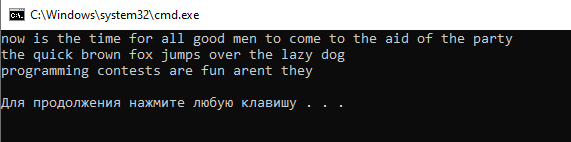 C:\Windows\system32\cmd.exe
now is the time for all good men to come to the aid of the party
the quick brown fox jumps over the lazy dog
programming contests are fun arent they
Для продолжения нажмите любую клавишу . . .